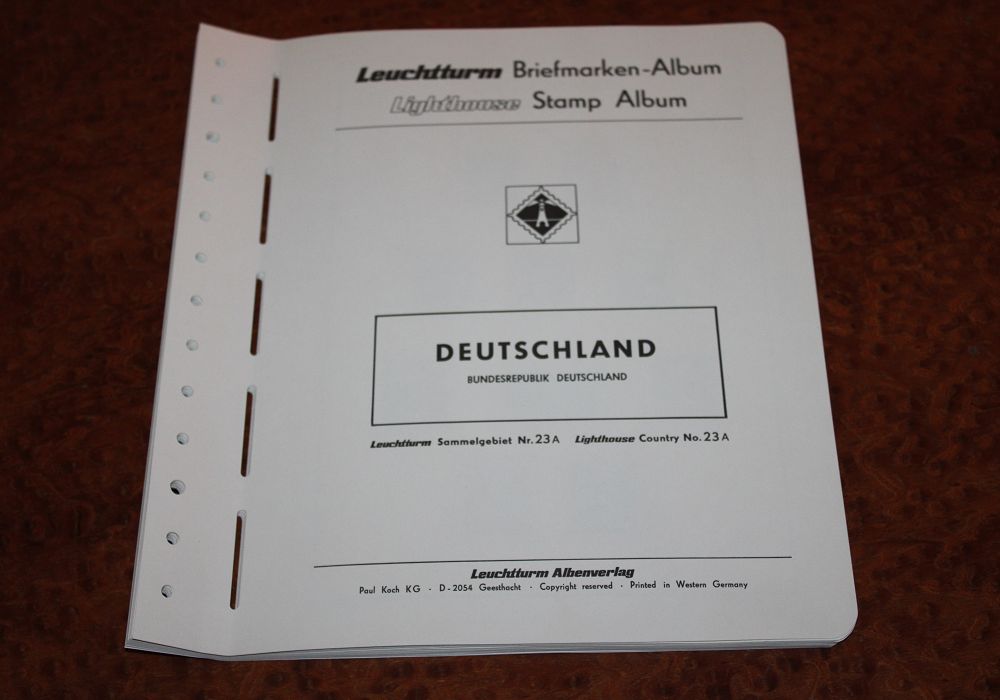 Leuchtturm Briefmarken-Album
Lighthouse Stamp Album
DEUTSCHLAND
BUNDESREPUBLIK DEUTSCHLAND
Leuchtturm Sammelgebiet Nr. 23 A Lighthouse Country No. 23 A
Leuchtturm Albenverlag
Paul Koch KG · D-2054 Geesthacht · Copyright reserved · Printed in Western Germany